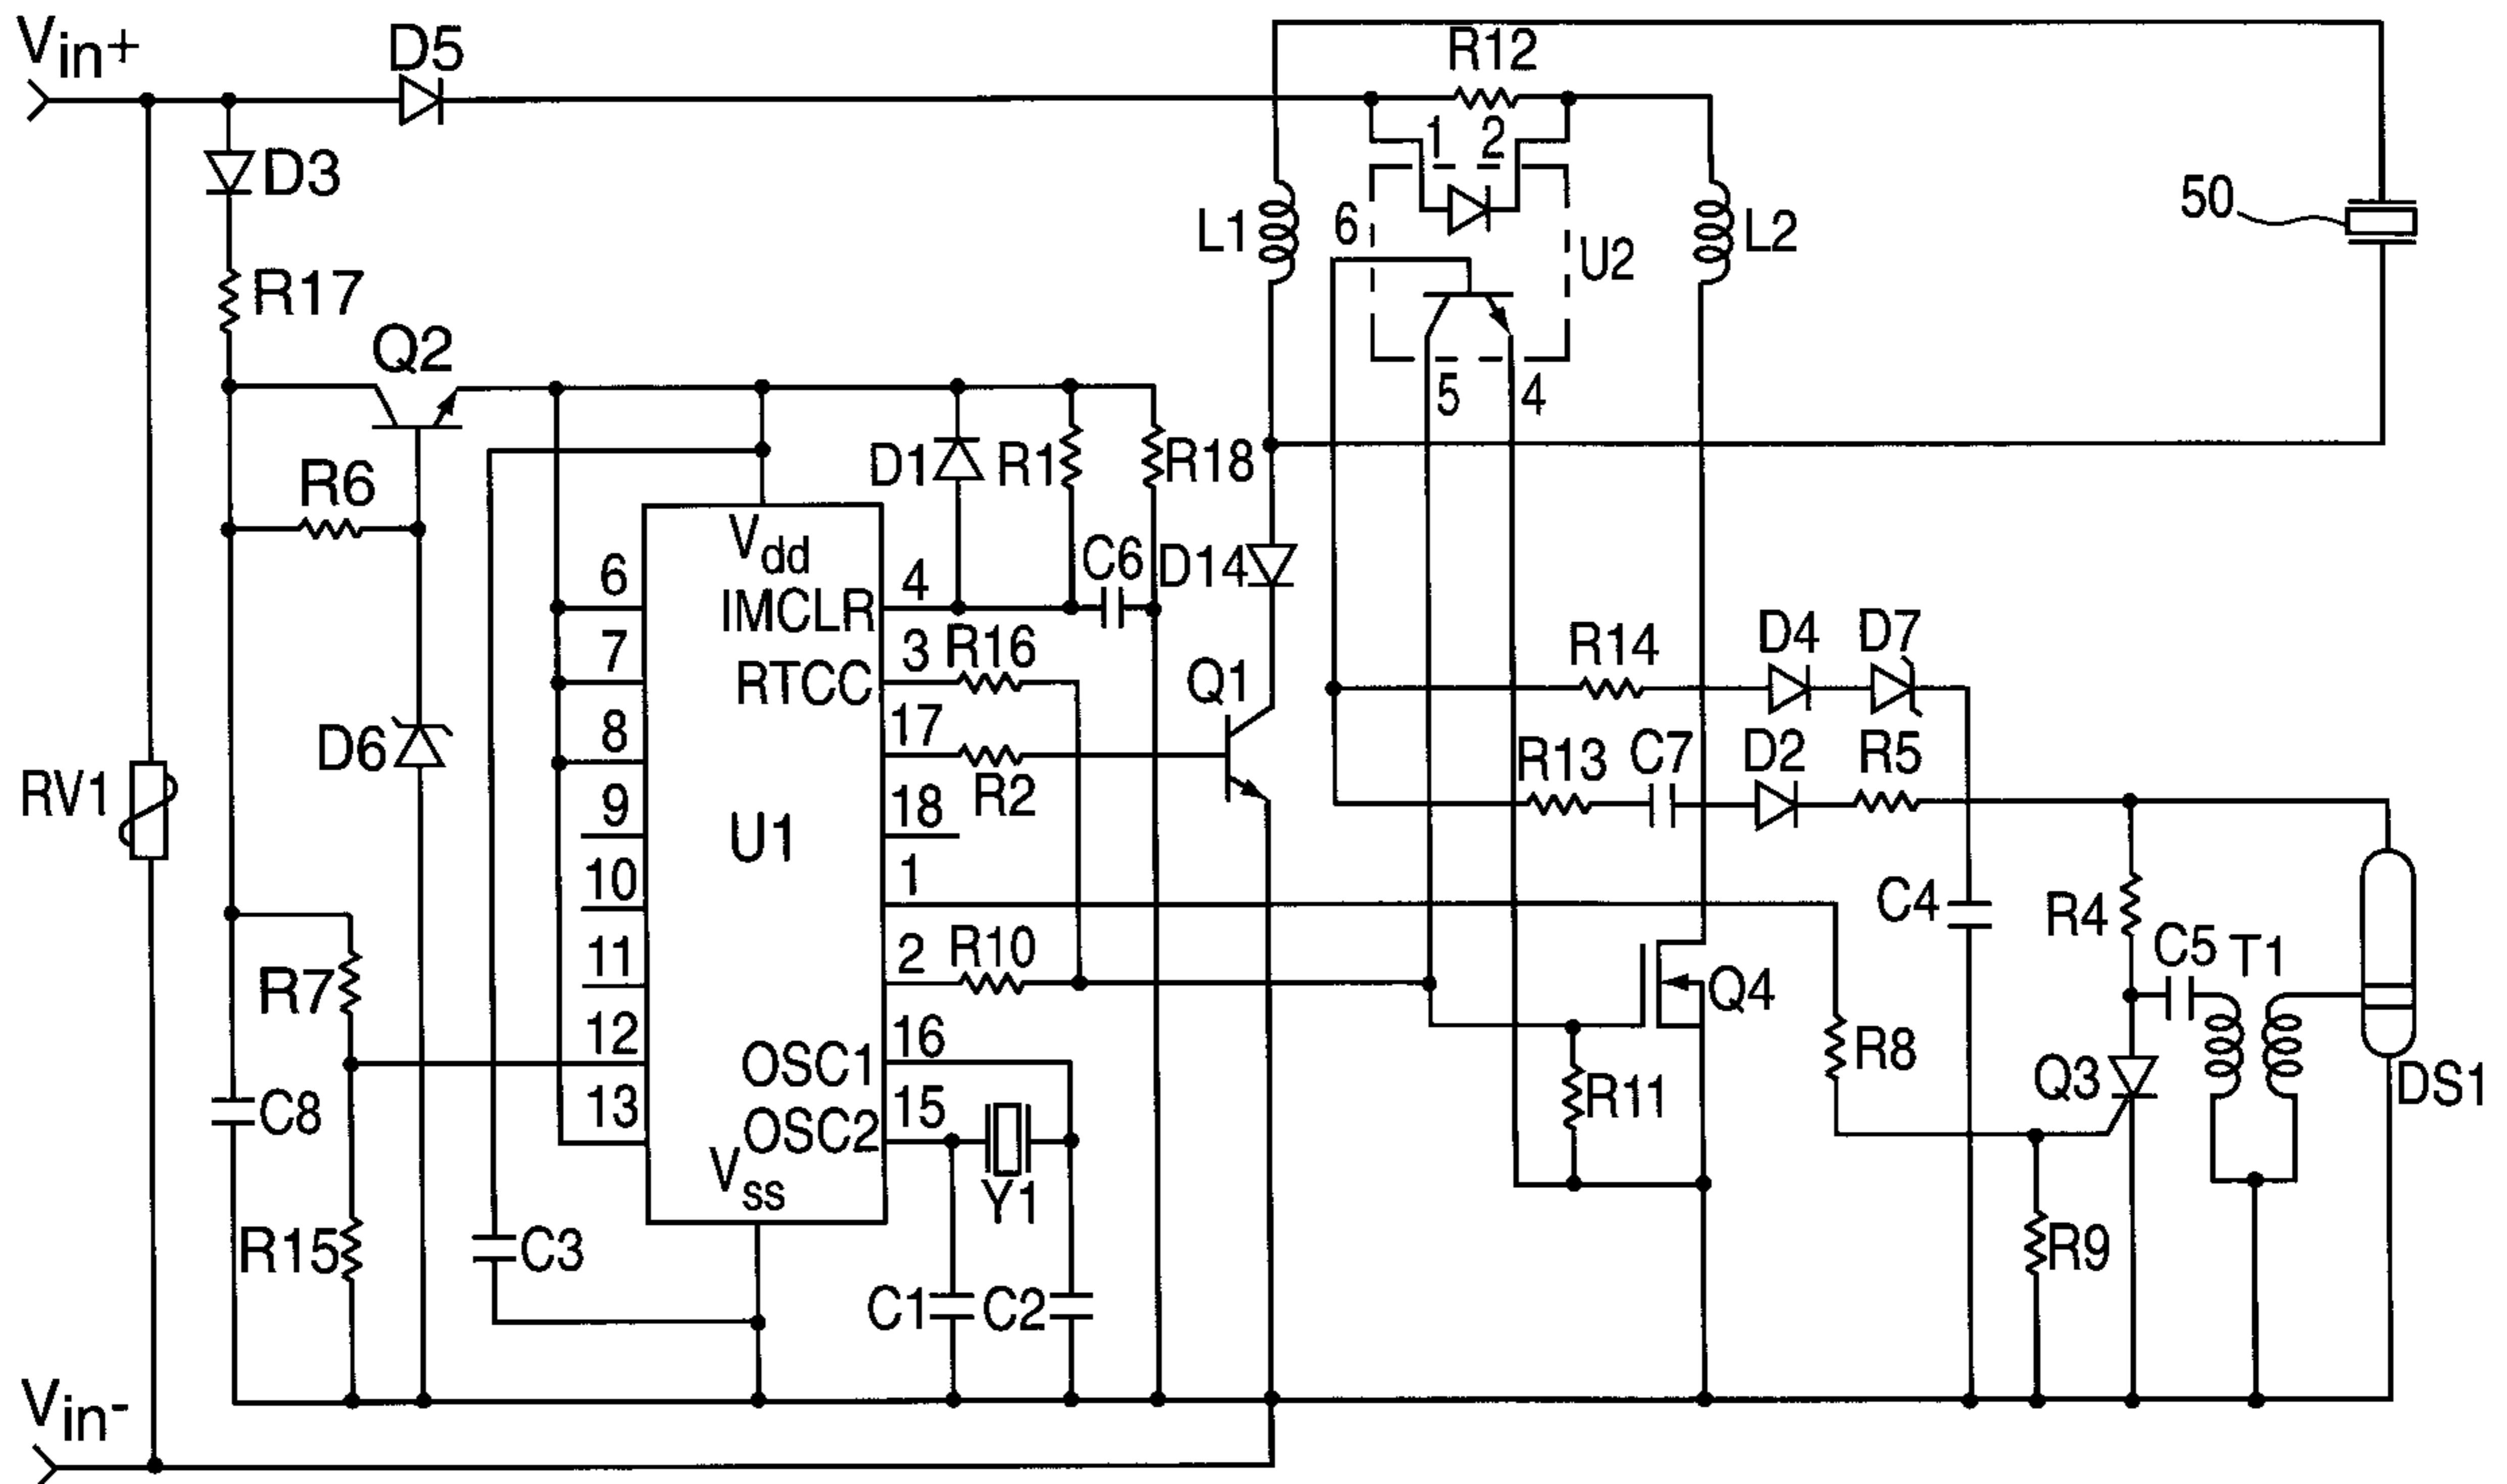 Vin+
D5
R12
1 2
D3
50
L1
6
U2
L2
R17
Q2
5 4
D1
R1
R18
R6
Vdd
6
IMCLR
4
C6
D14
7
RTCC
3
R16
R14
D4
D7
Q1
8
17
D6
R13
C7
D2
R5
RV1
9
R2
18
U1
10
1
C4
R4
C5
T1
11
2
R10
R7
Q4
12
OSC1
16
R8
Q3
DS1
C8
13
OSC2
15
R11
Vss
Y1
R15
C3
R9
C1
C2
Vin-